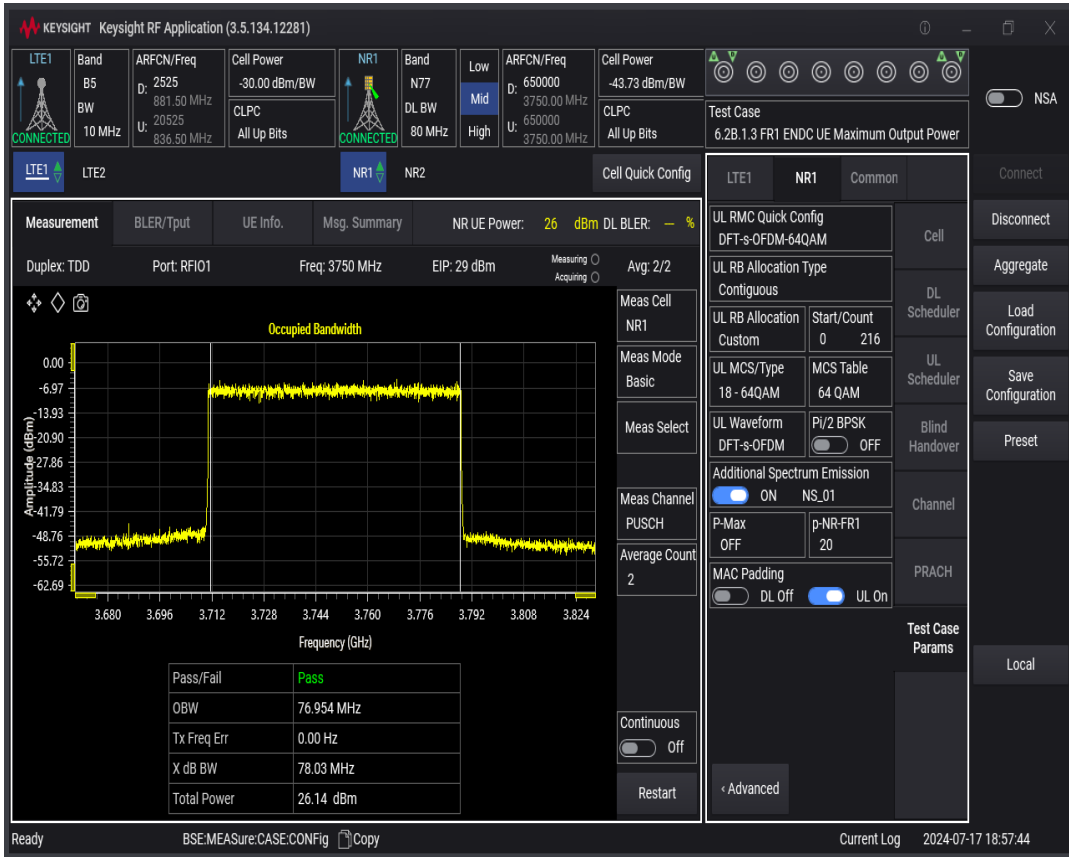 KEYSIGHT Keysight RF Application (3.5.134.12281)
LTE1 Band ARFCN/Freq Cell Power NR1 Band Low ARFCN/Freq Cell Power
B5 D: 2525 -30.00 dBm/BW N77 D: 650000 -43.73 dBm/BW
881.50 MHz 3750.00 MHz
BW CLPC DL BW Mid CLPC
CONNECTED 10 MHz U: 20525 All Up Bits CONNECTED 80 MHz High U: 650000 All Up Bits
836.50 MHz 3750.00 MHz
Test Case
6.2B.1.3 FR1 ENDC UE Maximum Output Power
NSA
LTE1 LTE2 NR1 NR2 Cell Quick Config
LTE1 NR1 Common
Connect
Disconnect
Aggregate
Load
Configuration
Save
Configuration
Preset
Local
Measurement BLER/Tput UE Info. Msg. Summary NR UE Power: 26 dBm DL BLER: -- %
Duplex: TDD Port: RFIO1 Freq: 3750 MHz EIP: 29 dBm Measuring Avg: 2/2
Acquiring
Occupied Bandwidth
Amplitude (dBm)
0.00
-6.97
-13.93
-20.90
-27.86
-34.83
-41.79
-48.76
-55.72
-62.69
3.680 3.696 3.712 3.728 3.744 3.760 3.776 3.792 3.808 3.824
Frequency (GHz)
Pass/Fail Pass
OBW 76.954 MHz
Tx Freq Err 0.00 Hz
X dB BW 78.03 MHz
Total Power 26.14 dBm
Meas Cell
NR1
Meas Mode
Basic
Meas Select
Meas Channel
PUSCH
Average Count
2
Continuous
Off
Restart
UL RMC Quick Config
DFT-s-OFDM-64QAM
UL RB Allocation Type
Contiguous
UL RB Allocation Start/Count
Custom 0 216
UL MCS/Type MCS Table
18 - 64QAM 64 QAM
UL Waveform Pi/2 BPSK
DFT-s-OFDM OFF
Additional Spectrum Emission
ON NS_01
P-Max p-NR-FR1
OFF 20
MAC Padding
DL Off UL On
‹ Advanced
Cell
DL
Scheduler
UL
Scheduler
Blind
Handover
Channel
PRACH
Test Case
Params
Ready BSE:MEASure:CASE:CONFig Copy Current Log 2024-07-17 18:57:44